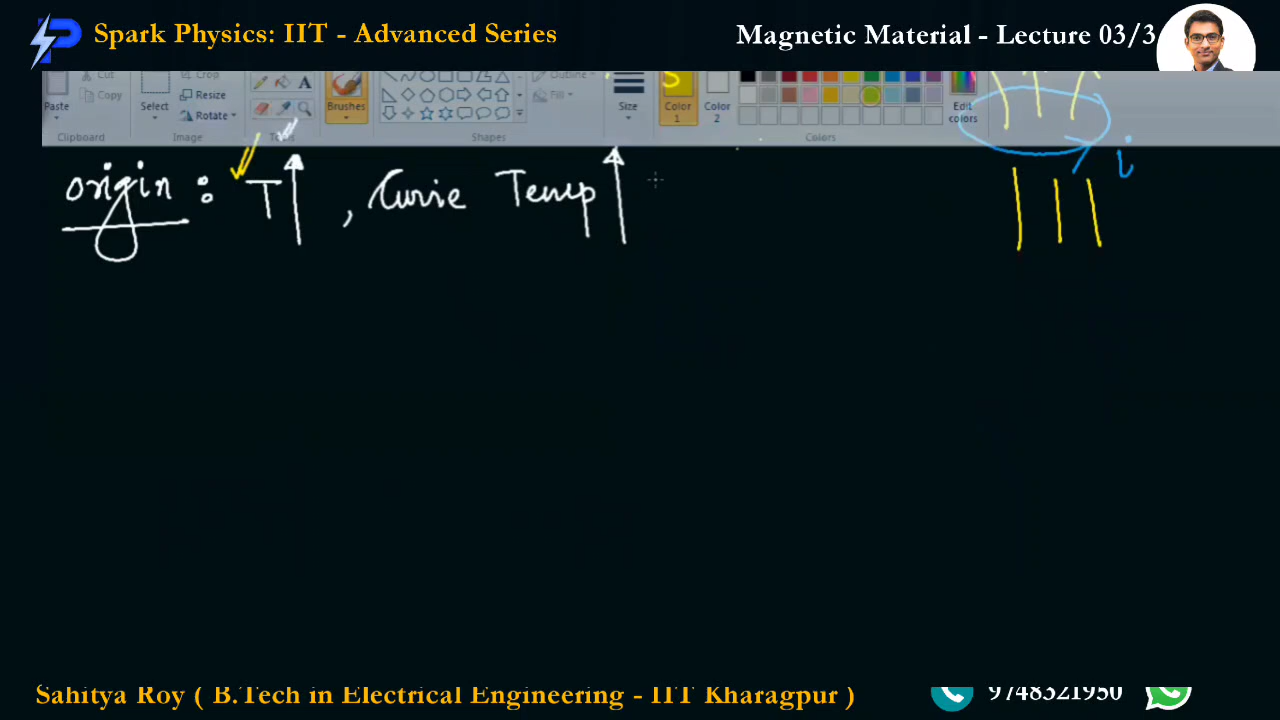 Spark Physics: IIT - Advanced Series
Magnetic Material - Lecture 03/3
Paste
Cut
Copy
Clipboard
Select
Crop
Resize
Rotate
Image
A
Brushes
Shapes
Outline
Fill
Size
Color 1
Color 2
Colors
Edit colors
i
origin : T↑ , Curie Temp ↑
Sahitya Roy ( B.Tech in Electrical Engineering - IIT Kharagpur )
9748321950